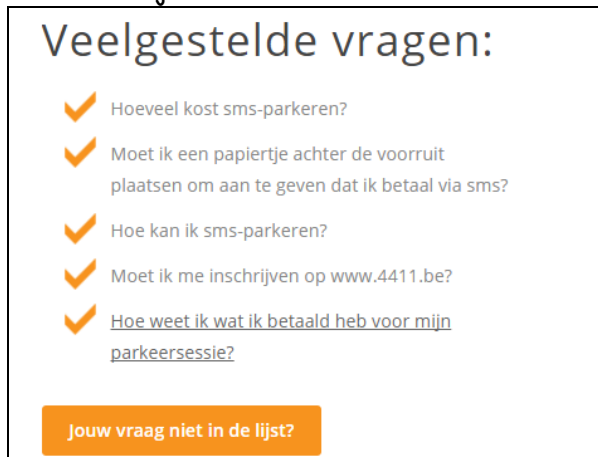 Veelgestelde vragen:
Hoeveel kost sms-parkeren?
Moet ik een papiertje achter de voorruit
plaatsen om aan te geven dat ik betaal via sms?
Hoe kan ik sms-parkeren?
Moet ik me inschrijven op www.4411.be?
Hoe weet ik wat ik betaald heb voor mijn
parkeersessie?
Jouw vraag niet in de lijst?